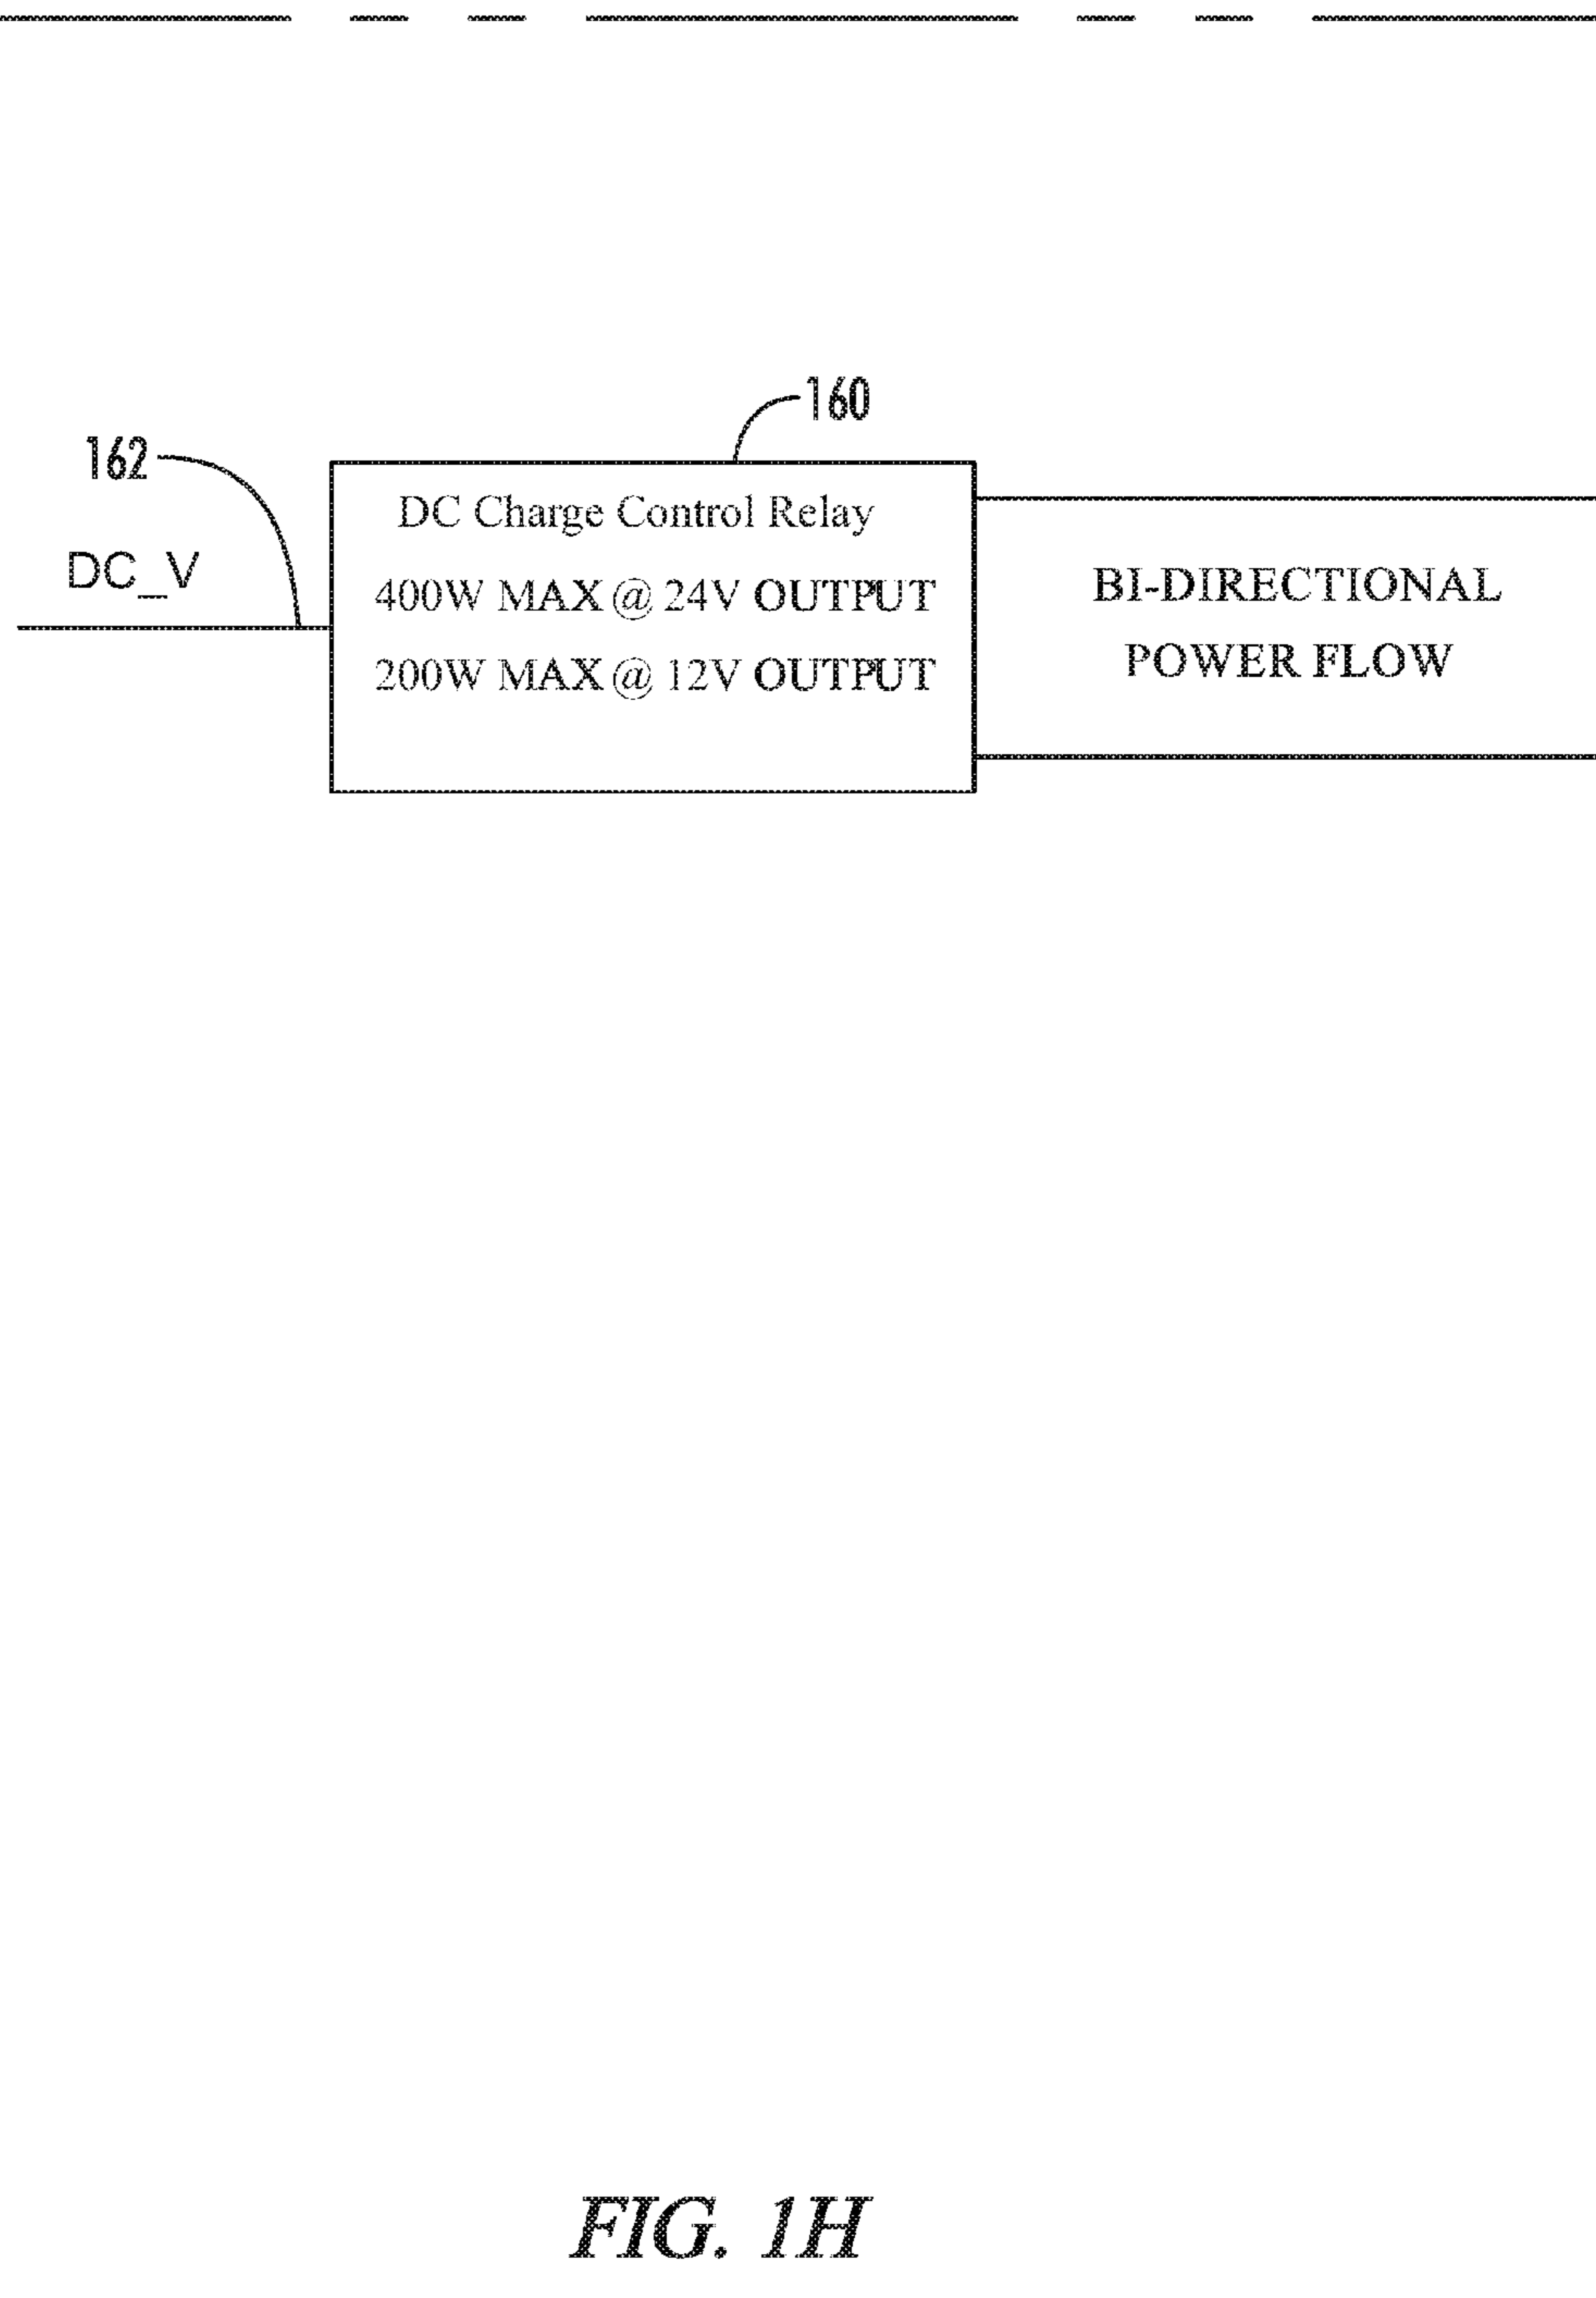 160
162
DC_V
DC Charge Control Relay
400W MAX @ 24V OUTPUT
200W MAX @ 12V OUTPUT
BI-DIRECTIONAL
POWER FLOW
FIG. 1H